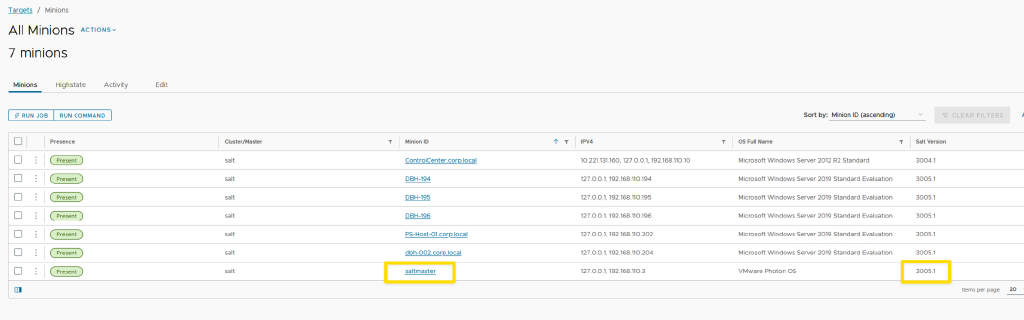 Targets / Minions
All Minions ACTIONS
7 minions
Minions Highstate Activity Edit
RUN JOB RUN COMMAND Sort by: Minion ID (ascending) CLEAR FILTERS
Presence Cluster/Master Minion ID IPV4 OS Full Name Salt Version
Present salt ControlCenter.corp.local 10.221.131.160, 127.0.0.1, 192.168.110.10 Microsoft Windows Server 2012 R2 Standard 3004.1
Present salt DBH-194 127.0.0.1, 192.168.110.194 Microsoft Windows Server 2019 Standard Evaluation 3005.1
Present salt DBH-195 127.0.0.1, 192.168.110.195 Microsoft Windows Server 2019 Standard Evaluation 3005.1
Present salt DBH-196 127.0.0.1, 192.168.110.196 Microsoft Windows Server 2019 Standard Evaluation 3005.1
Present salt PS-Host-01.corp.local 127.0.0.1, 192.168.110.202 Microsoft Windows Server 2019 Standard Evaluation 3005.1
Present salt dbh-002.corp.local 127.0.0.1, 192.168.110.204 Microsoft Windows Server 2019 Standard Evaluation 3005.1
Present salt saltmaster 127.0.0.1, 192.168.110.3 VMware Photon OS 3005.1
Items per page 20